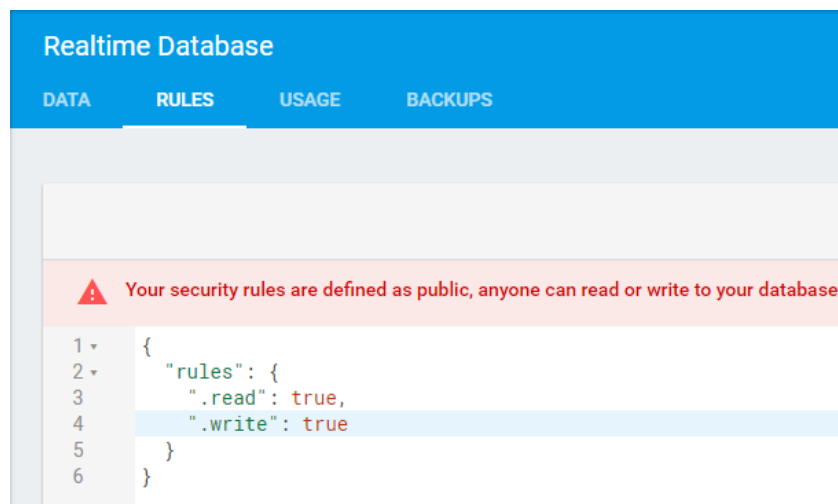 Realtime Database
DATA RULES USAGE BACKUPS
Your security rules are defined as public, anyone can read or write to your database
1 {
2 "rules": {
3 ".read": true,
4 ".write": true
5 }
6 }